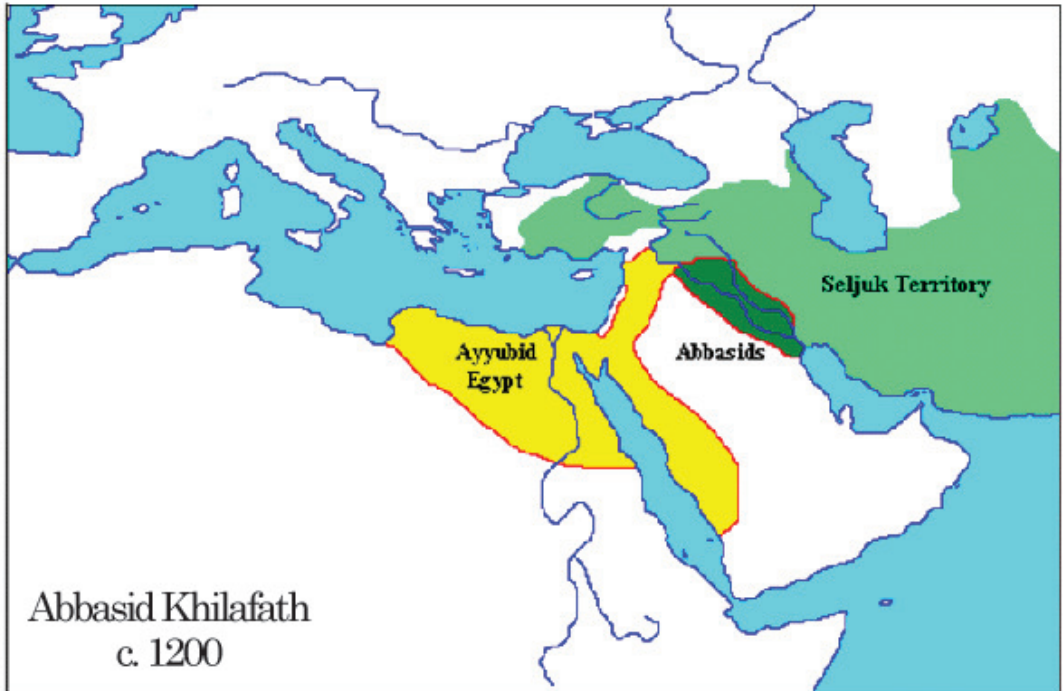 Seljuk Territory
Ayyubid
Egypt
Abbasids
Abbasid Khilafath
c. 1200